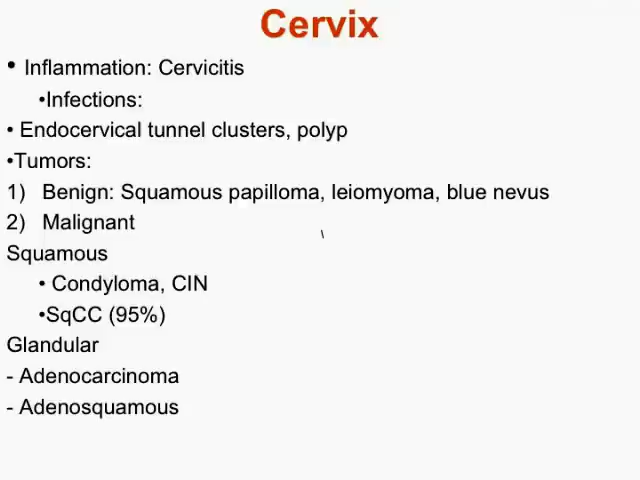 Cervix
• Inflammation: Cervicitis
•Infections:
• Endocervical tunnel clusters, polyp
•Tumors:
1) Benign: Squamous papilloma, leiomyoma, blue nevus
2) Malignant
Squamous
• Condyloma, CIN
•SqCC (95%)
Glandular
- Adenocarcinoma
- Adenosquamous